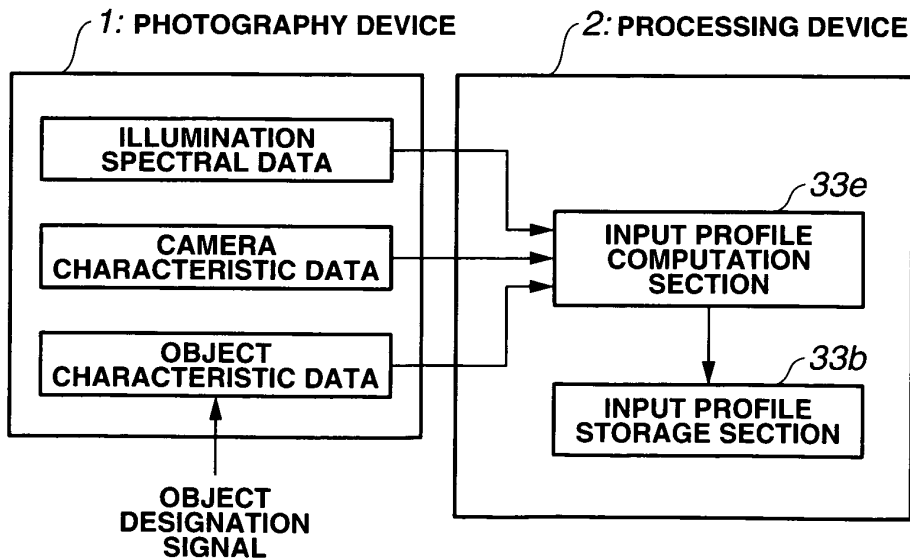 1: PHOTOGRAPHY DEVICE
2: PROCESSING DEVICE
ILLUMINATION
SPECTRAL DATA
CAMERA
CHARACTERISTIC DATA
OBJECT
CHARACTERISTIC DATA
OBJECT
DESIGNATION
SIGNAL
33e
INPUT PROFILE
COMPUTATION
SECTION
33b
INPUT PROFILE
STORAGE SECTION